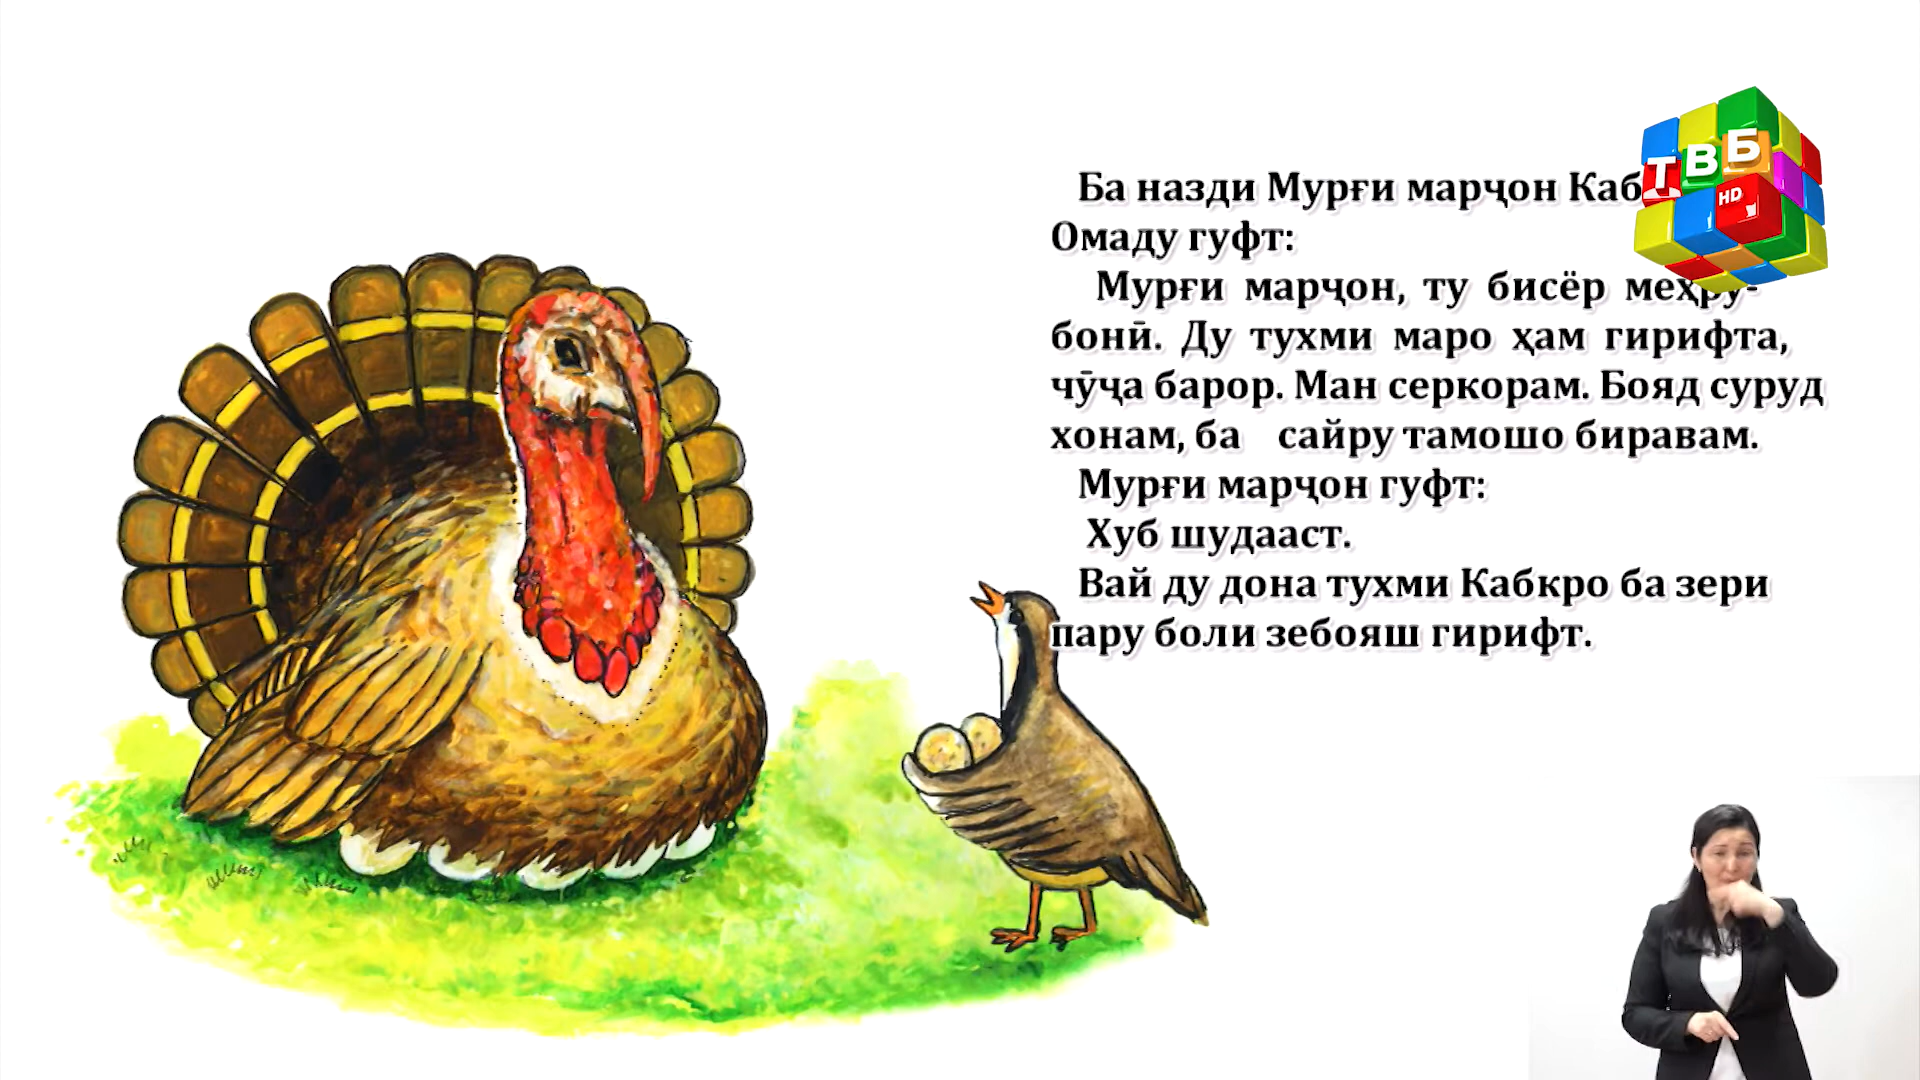 Ба назди Мурғи марҷон
Омаду гуфт:
Мурғи марҷон, ту бисёр меҳру-
бонӣ. Ду тухми маро ҳам гирифта,
чӯҷа барор. Ман серкорам. Бояд суруд
хонам, ба сайру тамошо биравам.
Мурғи марҷон гуфт:
Хуб шудааст.
Вай ду дона тухми Кабкро ба зери
пару боли зебояш гирифт.
ТВБ
HD